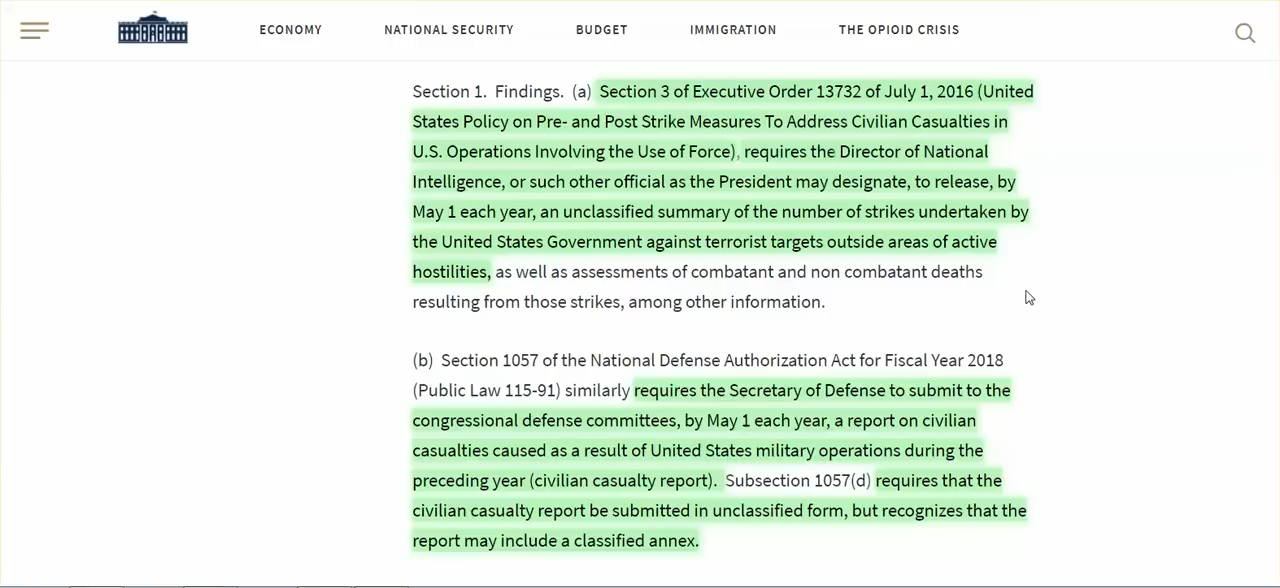 ECONOMY NATIONAL SECURITY BUDGET IMMIGRATION THE OPIOID CRISIS
Section 1. Findings. (a) Section 3 of Executive Order 13732 of July 1, 2016 (United
States Policy on Pre- and Post Strike Measures To Address Civilian Casualties in
U.S. Operations Involving the Use of Force), requires the Director of National
Intelligence, or such other official as the President may designate, to release, by
May 1 each year, an unclassified summary of the number of strikes undertaken by
the United States Government against terrorist targets outside areas of active
hostilities, as well as assessments of combatant and non combatant deaths
resulting from those strikes, among other information.
(b) Section 1057 of the National Defense Authorization Act for Fiscal Year 2018
(Public Law 115-91) similarly requires the Secretary of Defense to submit to the
congressional defense committees, by May 1 each year, a report on civilian
casualties caused as a result of United States military operations during the
preceding year (civilian casualty report). Subsection 1057(d) requires that the
civilian casualty report be submitted in unclassified form, but recognizes that the
report may include a classified annex.